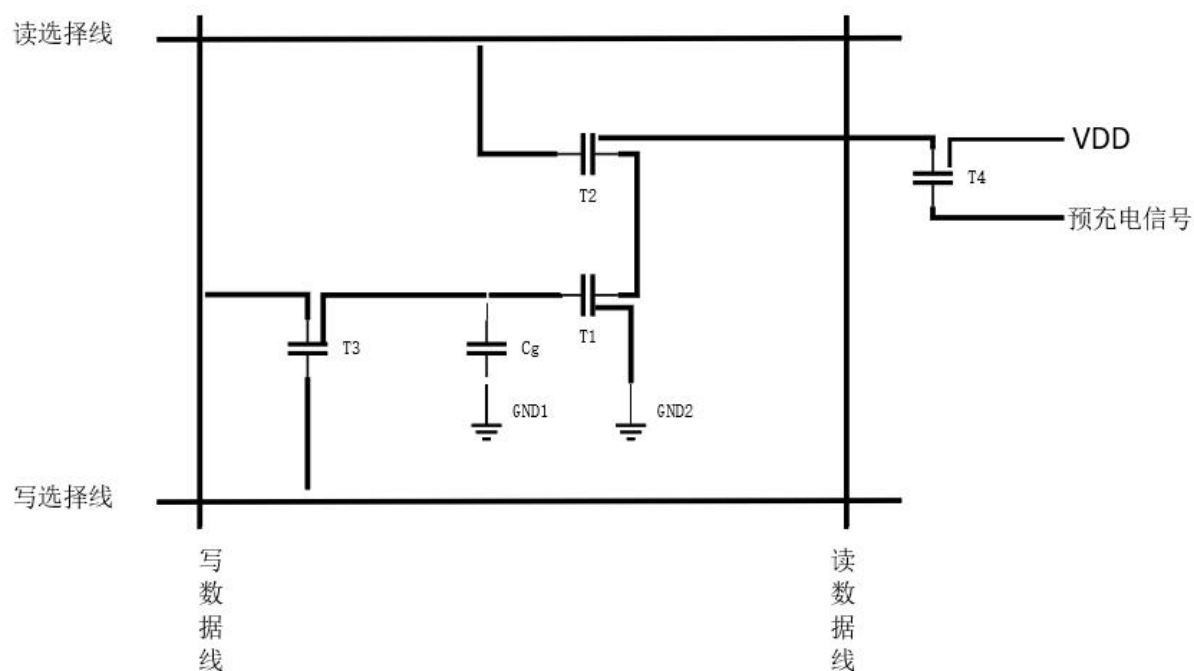 读选择线
VDD
T4
预充电信号
T2
T3
Cg
T1
GND1
GND2
写选择线
写数据线
读数据线